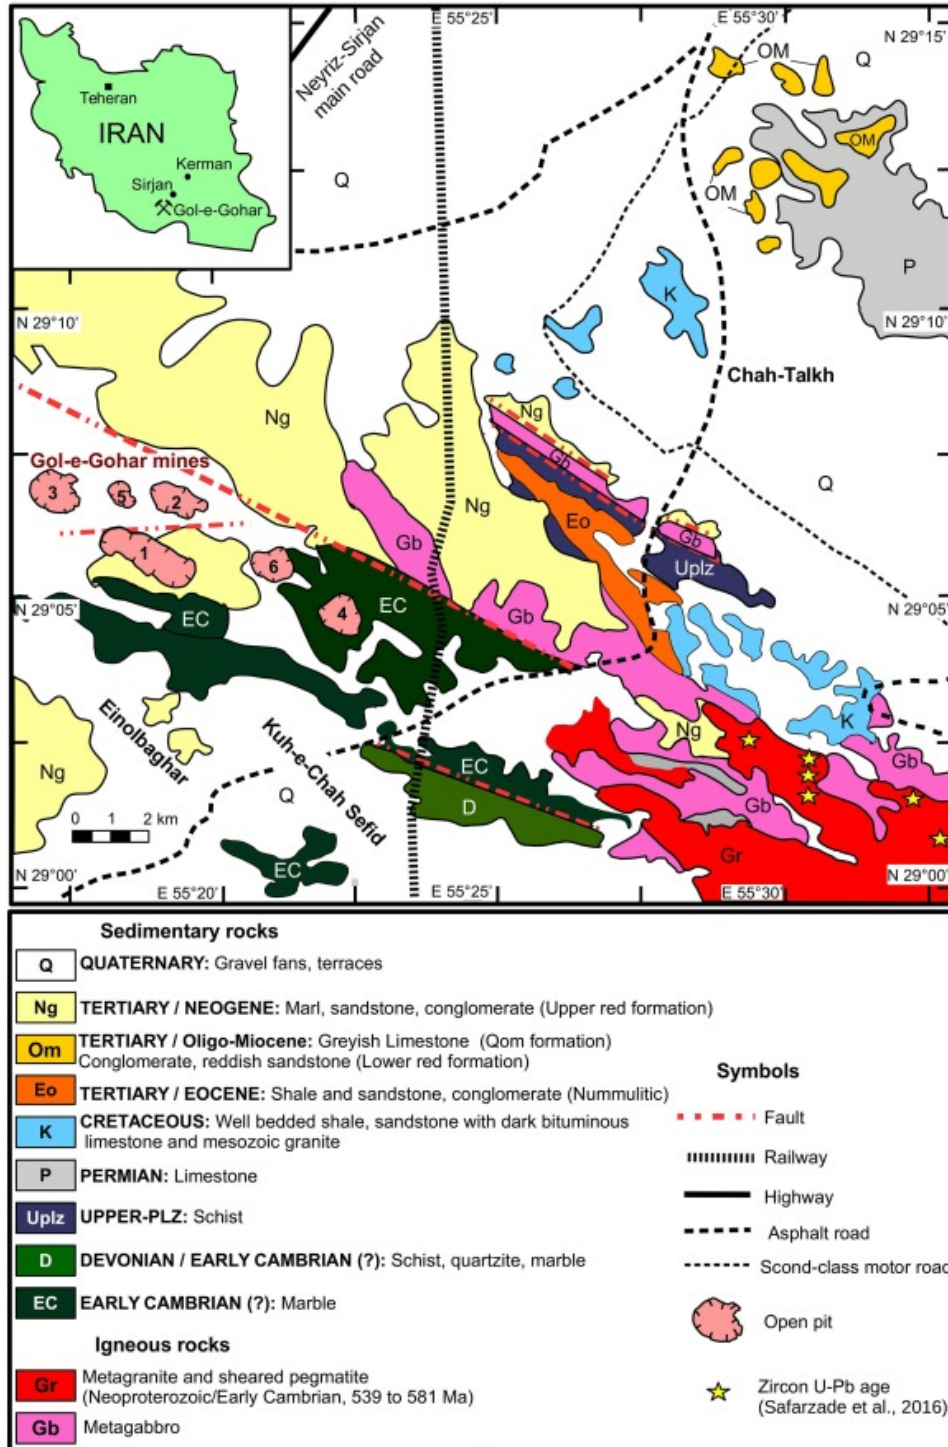 E 55°25'
E 55°30'
N 29°15'
Neyriz-Sirjan
main road
OM
Q
Teheran
IRAN
Kerman
Sirjan
Gol-e-Gohar
Q
OM
OM
P
K
N 29°10'
N 29°10'
Chah-Talkh
Ng
Ng
Gb
Gol-e-Gohar mines
3
5
2
Ng
Q
Eo
1
Gb
Gb
6
Uplz
N 29°05'
EC
4
EC
Gb
N 29°05'
Einolbaghar
Kuh-e-Chah Sefid
Ng
K
Ng
EC
Gb
Q
D
Gb
0 1 2 km
Gr
EC
N 29°00'
E 55°20'
E 55°25'
E 55°30'
N 29°00'
Sedimentary rocks
Q QUATERNARY: Gravel fans, terraces
Ng TERTIARY / NEOGENE: Marl, sandstone, conglomerate (Upper red formation)
Om TERTIARY / Oligo-Miocene: Greyish Limestone (Qom formation)
Conglomerate, reddish sandstone (Lower red formation)
Eo TERTIARY / EOCENE: Shale and sandstone, conglomerate (Nummulitic)
K CRETACEOUS: Well bedded shale, sandstone with dark bituminous
limestone and mesozoic granite
P PERMIAN: Limestone
Uplz UPPER-PLZ: Schist
D DEVONIAN / EARLY CAMBRIAN (?): Schist, quartzite, marble
EC EARLY CAMBRIAN (?): Marble
Igneous rocks
Gr Metagranite and sheared pegmatite
(Neoproterozoic/Early Cambrian, 539 to 581 Ma)
Gb Metagabbro
Symbols
Fault
Railway
Highway
Asphalt road
Scond-class motor road
Open pit
Zircon U-Pb age
(Safarzade et al., 2016)